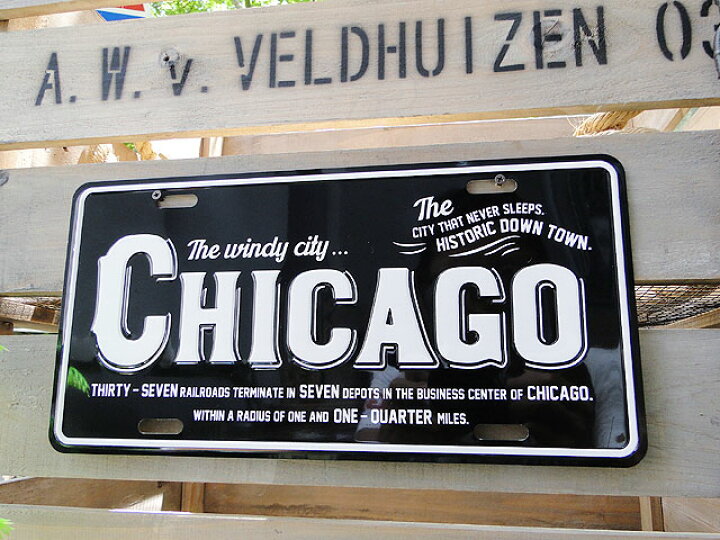 A. W. v. VELDHUIZEN 03
The
CITY THAT NEVER SLEEPS.
HISTORIC DOWN TOWN.
The windy city ...
CHICAGO
THIRTY - SEVEN RAILROADS TERMINATE IN SEVEN DEPOTS IN THE BUSINESS CENTER OF CHICAGO.
WITHIN A RADIUS OF ONE AND ONE - QUARTER MILES.